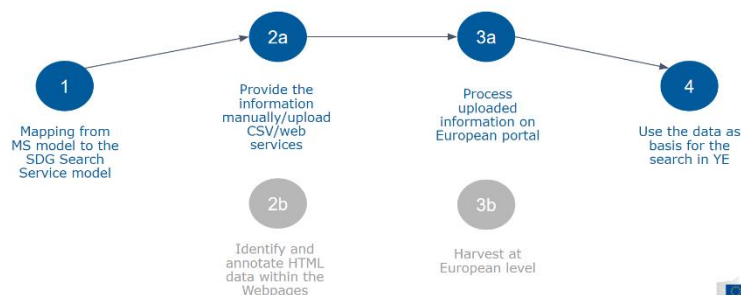 1
Mapping from
MS model to the
SDG Search
Service model
2a
Provide the
information
manually/upload
CSV/web
services
3a
Process
uploaded
information on
European portal
4
Use the data as
basis for the
search in YE
2b
Identify and
annotate HTML
data within the
Webpages
3b
Harvest at
European level